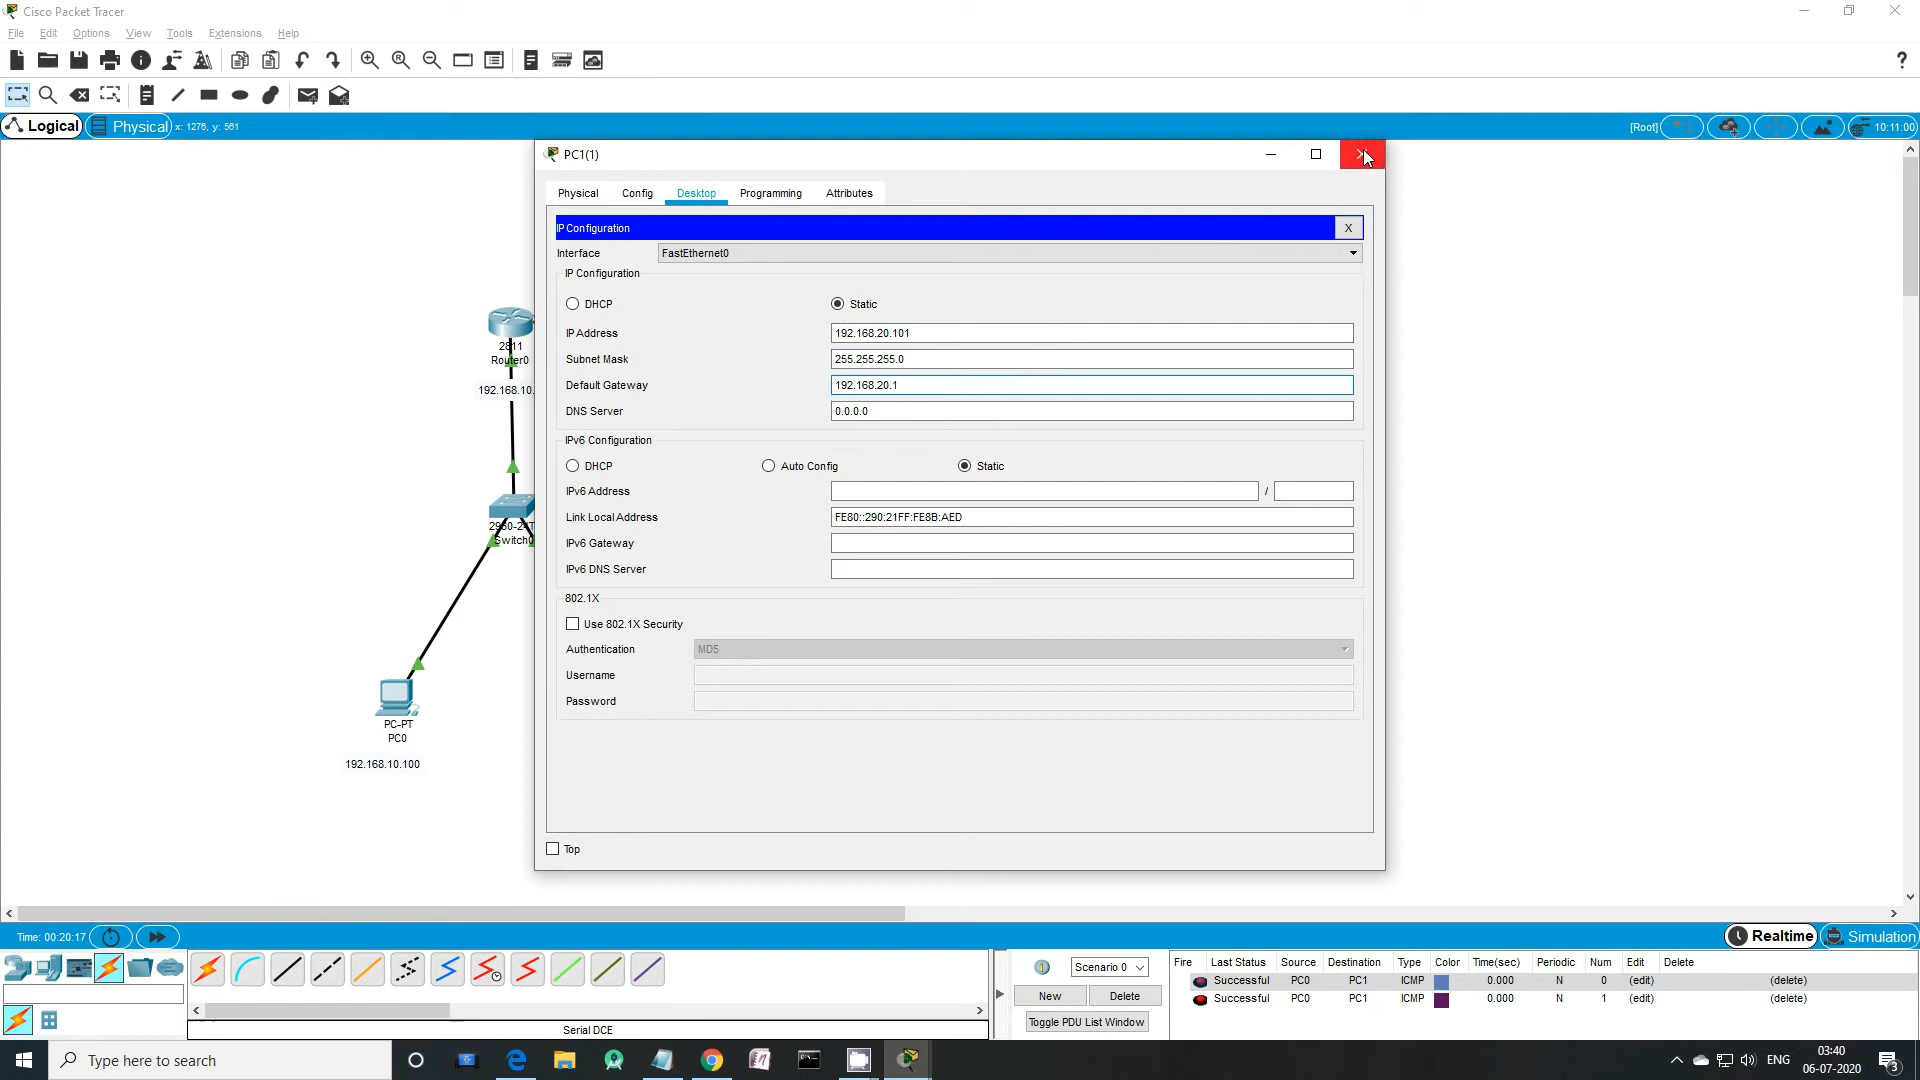 Cisco Packet Tracer
File Edit Options View Tools Extensions Help
?
Logical Physical x: 1276, y: 561 [Root] 10:11:00
PC1(1)
Physical Config Desktop Programming Attributes
IP Configuration X
Interface FastEthernet0
IP Configuration
DHCP Static
IP Address 192.168.20.101
Subnet Mask 255.255.255.0
Default Gateway 192.168.20.1
DNS Server 0.0.0.0
IPv6 Configuration
DHCP Auto Config Static
IPv6 Address /
Link Local Address FE80::290:21FF:FE8B:AED
IPv6 Gateway
IPv6 DNS Server
802.1X
Use 802.1X Security
Authentication MD5
Username
Password
Top
2811
Router0
192.168.10.
2950-24T
Switch0
PC-PT
PC0
192.168.10.100
Time: 00:20:17 Realtime Simulation
Serial DCE
Scenario 0
New Delete
Toggle PDU List Window
Fire Last Status Source Destination Type Color Time(sec) Periodic Num Edit Delete
Successful PC0 PC1 ICMP 0.000 N 0 (edit) (delete)
Successful PC0 PC1 ICMP 0.000 N 1 (edit) (delete)
Type here to search
ENG
03:40
06-07-2020
3